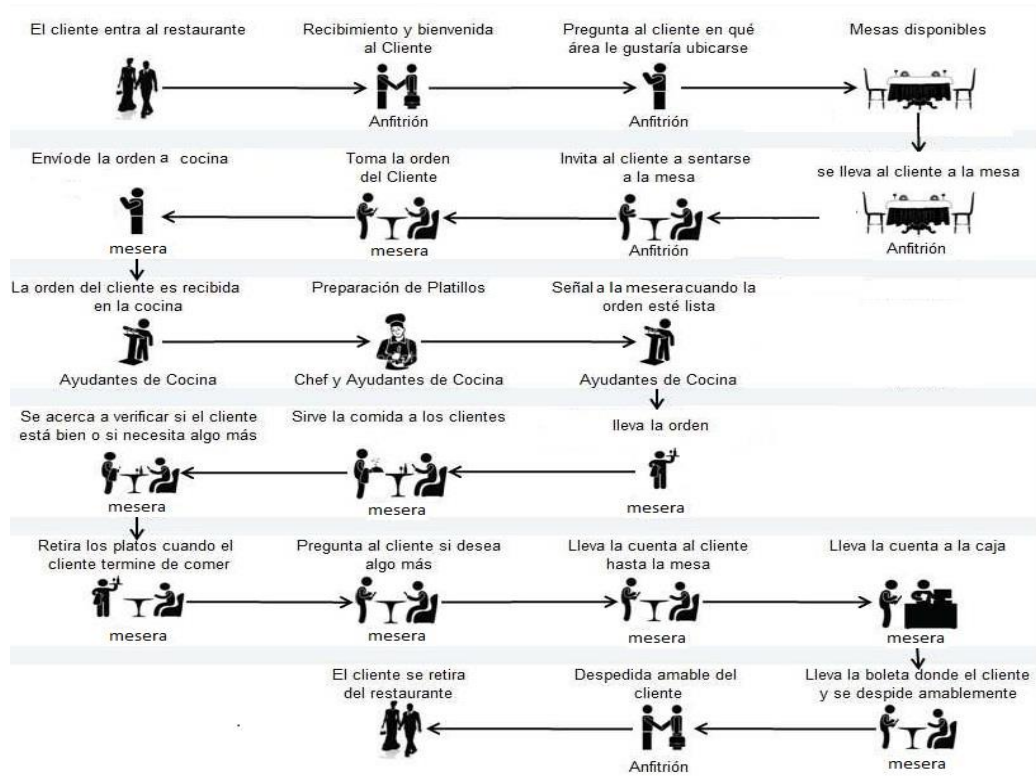 El cliente entra al restaurante
Recibimiento y bienvenida
al Cliente
Anfitrión
Pregunta al cliente en qué
área le gustaría ubicarse
Anfitrión
Mesas disponibles
se lleva al cliente a la mesa
Anfitrión
Invita al cliente a sentarse
a la mesa
Anfitrión
Toma la orden
del Cliente
mesera
Envío de la orden a cocina
mesera
La orden del cliente es recibida
en la cocina
Ayudantes de Cocina
Preparación de Platillos
Chef y Ayudantes de Cocina
Señal a la mesera cuando la
orden esté lista
Ayudantes de Cocina
lleva la orden
mesera
Sirve la comida a los clientes
mesera
Se acerca a verificar si el cliente
está bien o si necesita algo más
mesera
Retira los platos cuando el
cliente termine de comer
mesera
Pregunta al cliente si desea
algo más
mesera
Lleva la cuenta al cliente
hasta la mesa
mesera
Lleva la cuenta a la caja
mesera
Lleva la boleta donde el cliente
y se despide amablemente
mesera
Despedida amable del
cliente
Anfitrión
El cliente se retira
del restaurante